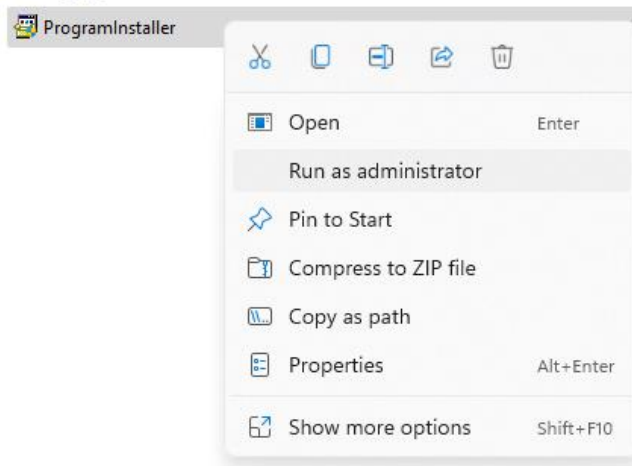 ProgramInstaller
Open Enter
Run as administrator
Pin to Start
Compress to ZIP file
Copy as path
Properties Alt+Enter
Show more options Shift+F10